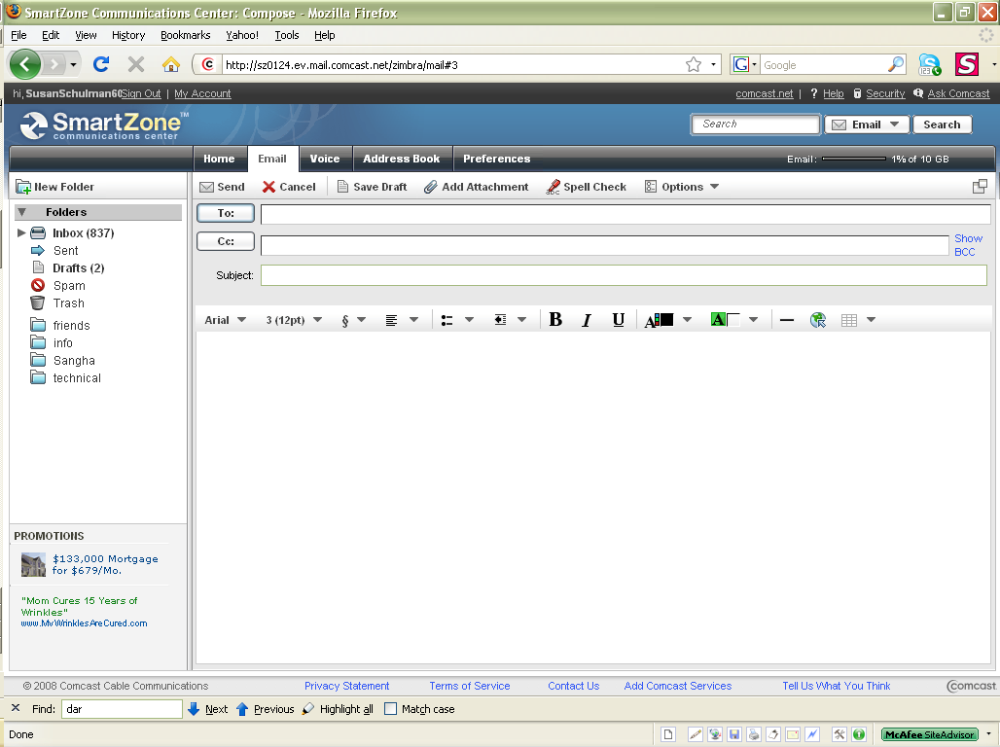 SmartZone Communications Center: Compose - Mozilla Firefox
File Edit View History Bookmarks Yahoo! Tools Help
http://sz0124.ev.mail.comcast.net/zimbra/mail#3
Google
hi, SusanSchulman60 Sign Out | My Account
comcast.net | ? Help Security Ask Comcast
SmartZone™
communications center
Search Email Search
Home Email Voice Address Book Preferences
Email: 1% of 10 GB
New Folder
Send Cancel Save Draft Add Attachment Spell Check Options
Folders
Inbox (837)
Sent
Drafts (2)
Spam
Trash
friends
info
Sangha
technical
To:
Cc:
Show
BCC
Subject:
Arial 3 (12pt) § B I U A A
PROMOTIONS
$133,000 Mortgage
for $679/Mo.
"Mom Cures 15 Years of
Wrinkles"
www.MyWrinklesAreCured.com
© 2008 Comcast Cable Communications Privacy Statement Terms of Service Contact Us Add Comcast Services Tell Us What You Think Comcast
Find: dar Next Previous Highlight all Match case
Done
McAfee SiteAdvisor